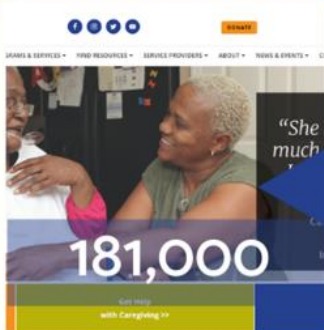 DONATE
GRAMS & SERVICES
FIND RESOURCES
SERVICE PROVIDERS
ABOUT
NEWS & EVENTS
“She
much
181,000
Get Help
with Caregiving >>